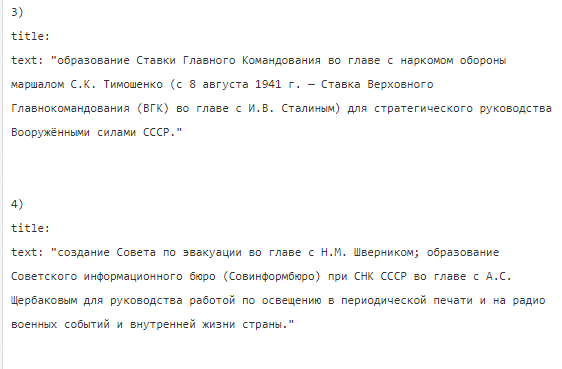 3)
title:
text: "образование Ставки Главного Командования во главе с наркомом обороны
маршалом С.К. Тимошенко (с 8 августа 1941 г. — Ставка Верховного
Главнокомандования (ВГК) во главе с И.В. Сталиным) для стратегического руководства
Вооружёнными силами СССР."
4)
title:
text: "создание Совета по эвакуации во главе с Н.М. Шверником; образование
Советского информационного бюро (Совинформбюро) при СНК СССР во главе с А.С.
Щербаковым для руководства работой по освещению в периодической печати и на радио
военных событий и внутренней жизни страны."